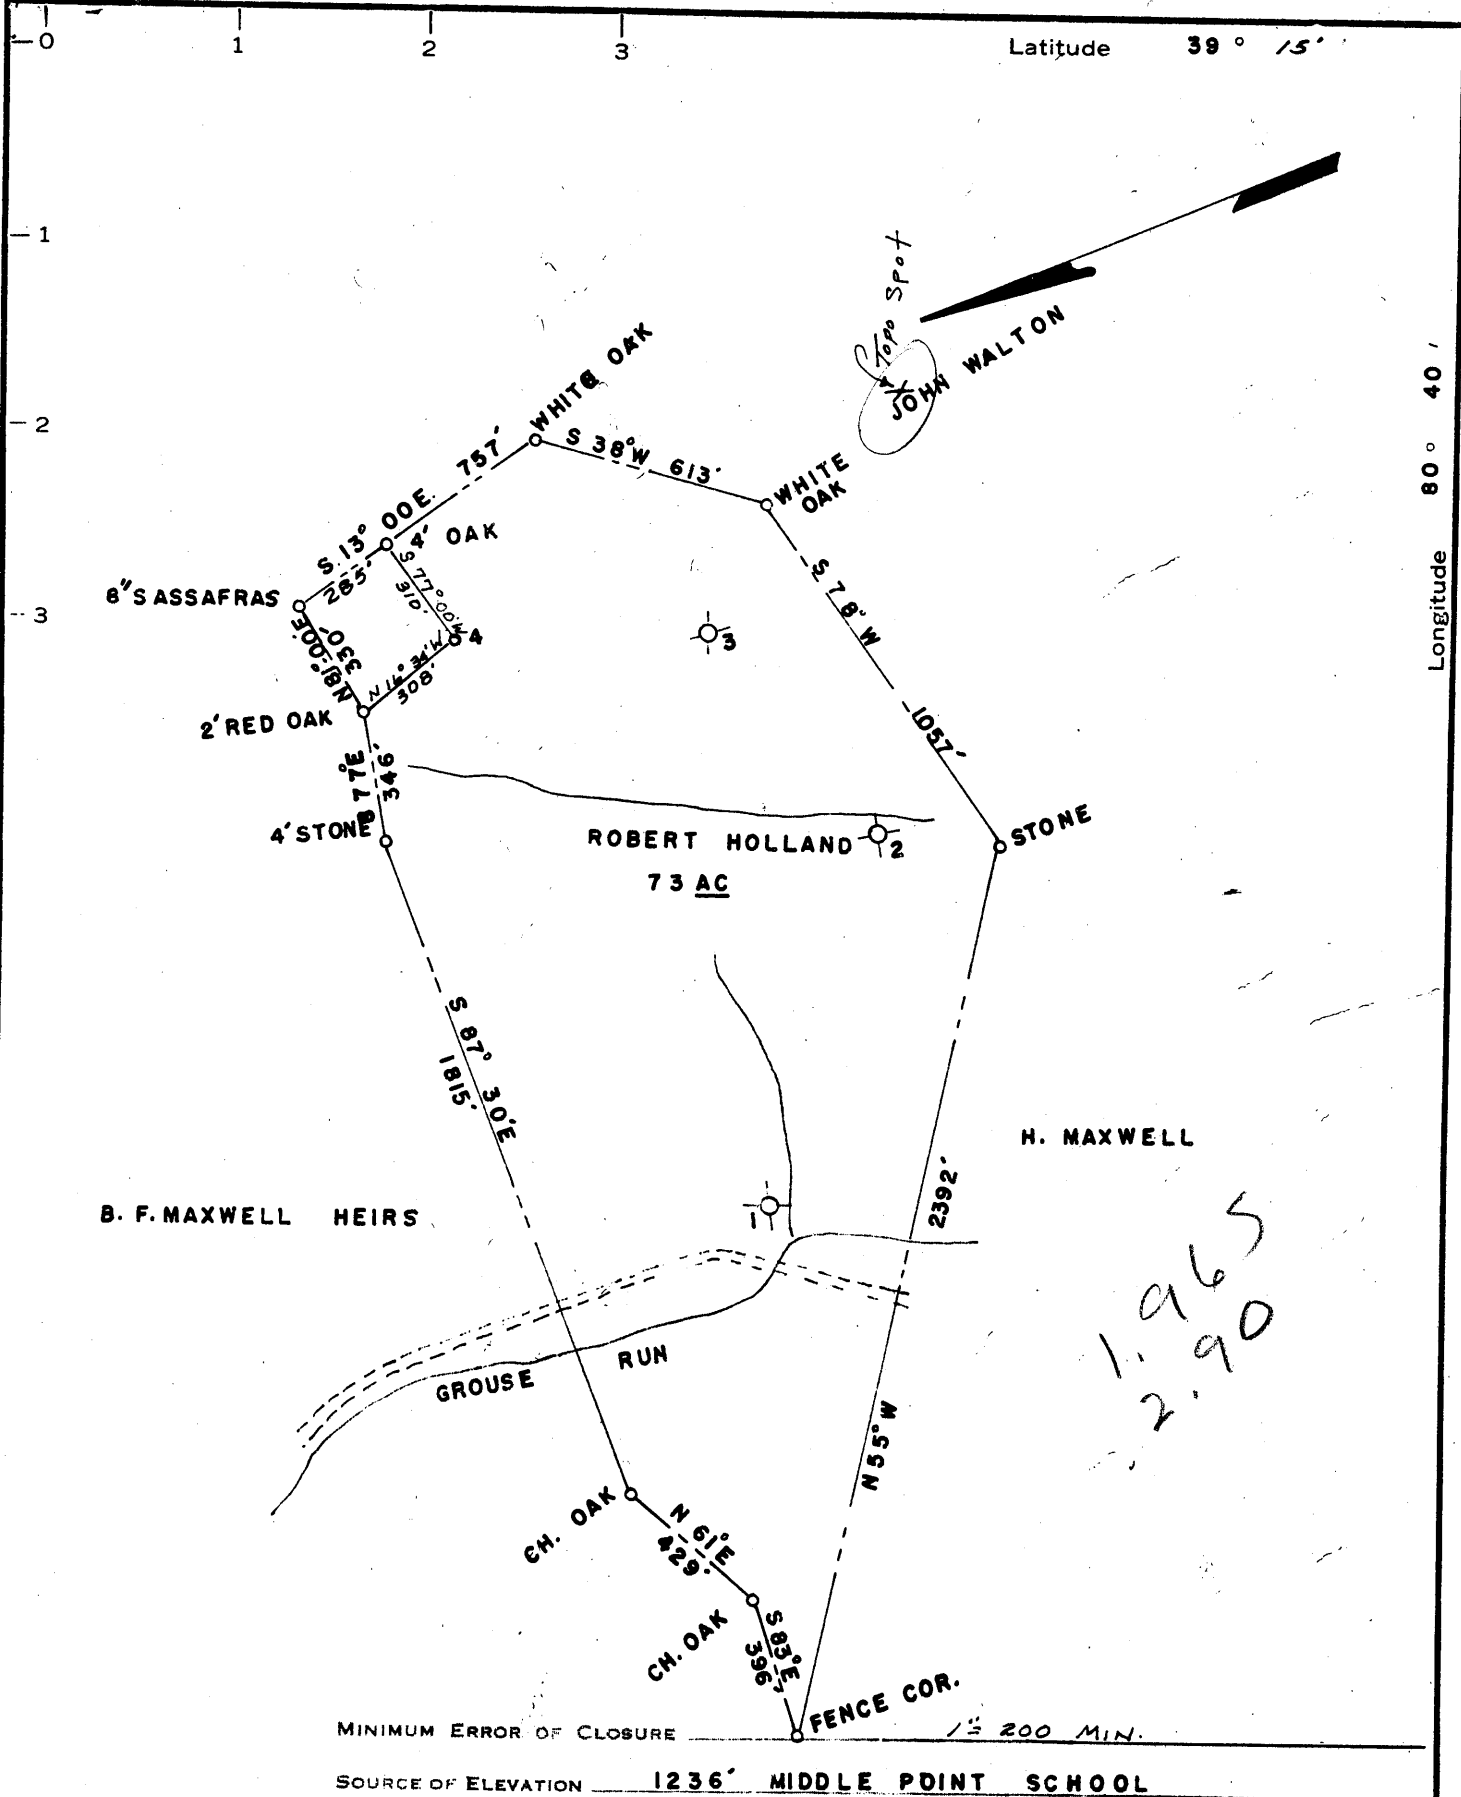 0 1 2 3 Latitude 39° 15'
1
2
3
Longitude 80° 40'
Topo Spot
X
JOHN WALTON
WHITE OAK
757'
S 38° W 613'
WHITE
OAK
S. 13° 00E.
285'
4' OAK
8" SASSAFRAS
S 77° 00' W
310'
4
N 81° 00' E
330'
N 16° 34' W
308'
2' RED OAK
3
S 78° W
1057'
S 77° E
346'
4' STONE
ROBERT HOLLAND
73 AC
2
STONE
S 87° 30' E
1815'
H. MAXWELL
B. F. MAXWELL HEIRS
1
2392'
N 55° W
1.965
2.90
GROUSE RUN
CH. OAK
N 61° E
429'
CH. OAK
S 83° E
396'
FENCE COR.
MINIMUM ERROR OF CLOSURE 1" = 200 MIN.
SOURCE OF ELEVATION 1236' MIDDLE POINT SCHOOL